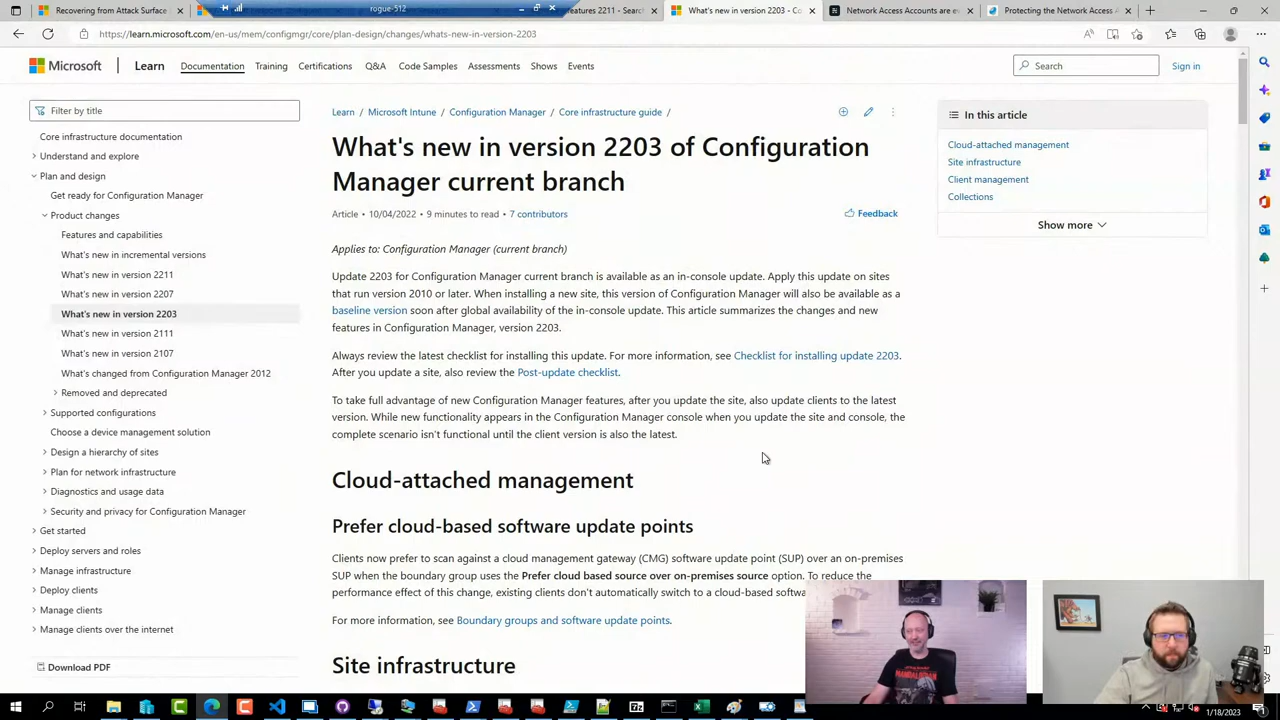 Recovering from Attack Surface
rogue-512
eatures 2211 - Search
What's new in version 2203 - Co
Network Access Accounts are ev
Protecting the Network Access A
https://learn.microsoft.com/en-us/mem/configmgr/core/plan-design/changes/whats-new-in-version-2203
Microsoft
Learn
Documentation
Training
Certifications
Q&A
Code Samples
Assessments
Shows
Events
Search
Sign in
Filter by title
Core infrastructure documentation
Understand and explore
Plan and design
Get ready for Configuration Manager
Product changes
Features and capabilities
What's new in incremental versions
What's new in version 2211
What's new in version 2207
What's new in version 2203
What's new in version 2111
What's new in version 2107
What's changed from Configuration Manager 2012
Removed and deprecated
Supported configurations
Choose a device management solution
Design a hierarchy of sites
Plan for network infrastructure
Diagnostics and usage data
Security and privacy for Configuration Manager
Get started
Deploy servers and roles
Manage infrastructure
Deploy clients
Manage clients
Manage clients over the internet
Download PDF
Learn / Microsoft Intune / Configuration Manager / Core infrastructure guide /
What's new in version 2203 of Configuration
Manager current branch
Article • 10/04/2022 • 9 minutes to read • 7 contributors
Feedback
Applies to: Configuration Manager (current branch)
Update 2203 for Configuration Manager current branch is available as an in-console update. Apply this update on sites
that run version 2010 or later. When installing a new site, this version of Configuration Manager will also be available as a
baseline version soon after global availability of the in-console update. This article summarizes the changes and new
features in Configuration Manager, version 2203.
Always review the latest checklist for installing this update. For more information, see Checklist for installing update 2203.
After you update a site, also review the Post-update checklist.
To take full advantage of new Configuration Manager features, after you update the site, also update clients to the latest
version. While new functionality appears in the Configuration Manager console when you update the site and console, the
complete scenario isn't functional until the client version is also the latest.
Cloud-attached management
Prefer cloud-based software update points
Clients now prefer to scan against a cloud management gateway (CMG) software update point (SUP) over an on-premises
SUP when the boundary group uses the Prefer cloud based source over on-premises source option. To reduce the
performance effect of this change, existing clients don't automatically switch to a cloud-based softw
For more information, see Boundary groups and software update points.
Site infrastructure
In this article
Cloud-attached management
Site infrastructure
Client management
Collections
Show more
MANDALORIAN
1/18/2023